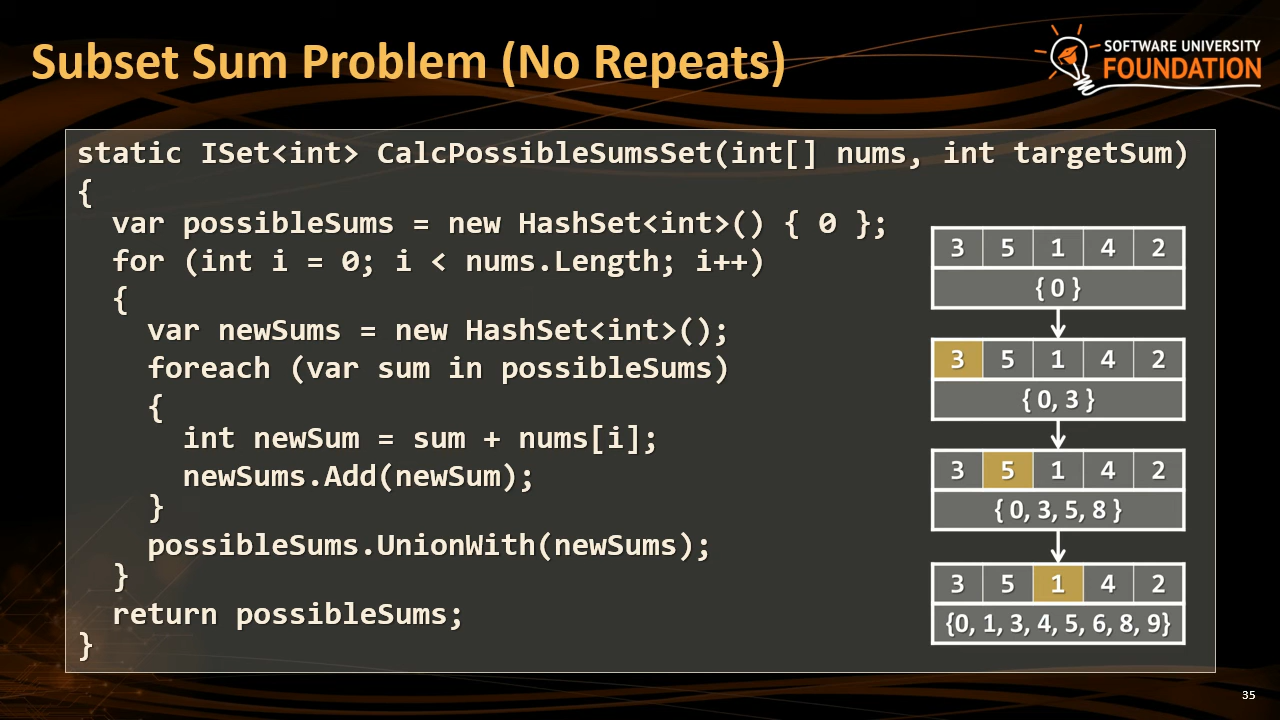 Subset Sum Problem (No Repeats)
SOFTWARE UNIVERSITY
FOUNDATION
static ISet<int> CalcPossibleSumsSet(int[] nums, int targetSum)
{
  var possibleSums = new HashSet<int>() { 0 };
  for (int i = 0; i < nums.Length; i++)
  {
    var newSums = new HashSet<int>();
    foreach (var sum in possibleSums)
    {
      int newSum = sum + nums[i];
      newSums.Add(newSum);
    }
    possibleSums.UnionWith(newSums);
  }
  return possibleSums;
}
3 5 1 4 2
{ 0 }
3 5 1 4 2
{ 0, 3 }
3 5 1 4 2
{ 0, 3, 5, 8 }
3 5 1 4 2
{0, 1, 3, 4, 5, 6, 8, 9}
35